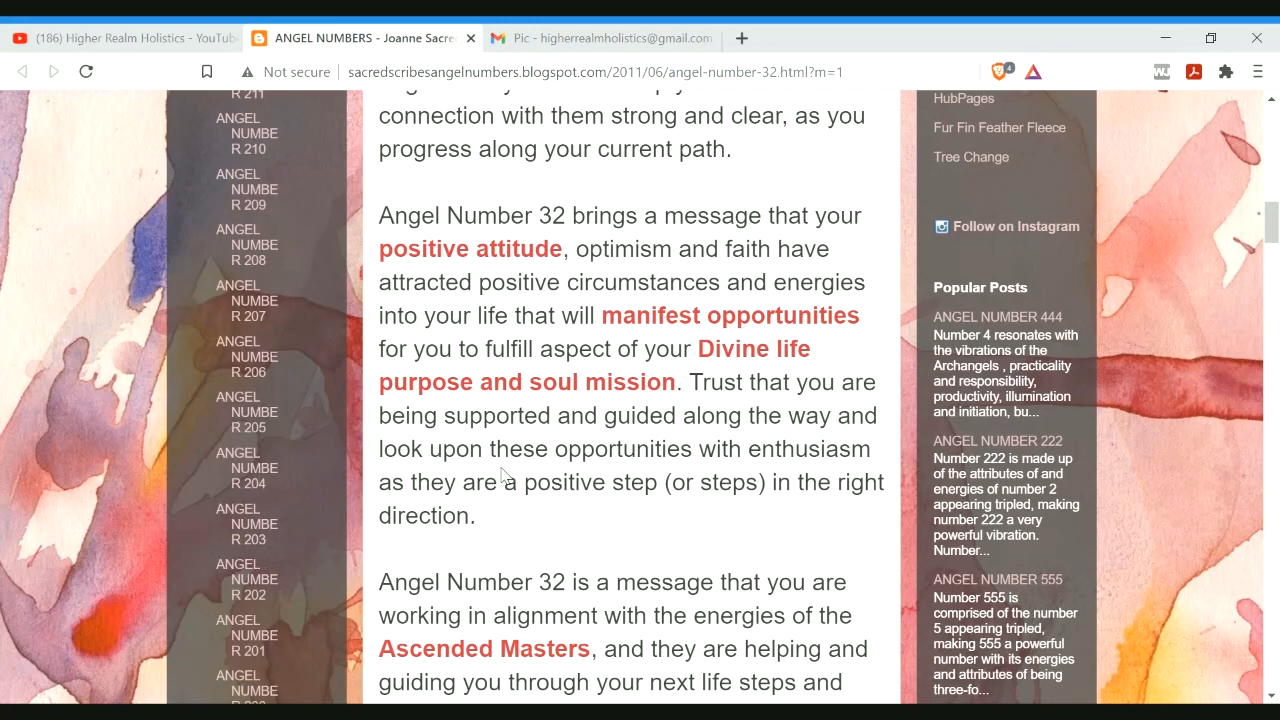 (186) Higher Realm Holistics - YouTub
ANGEL NUMBERS - Joanne Sacre
Pic - higherrealmholistics@gmail.com
Not secure
sacredscribesangelnumbers.blogspot.com/2011/06/angel-number-32.html?m=1
4
R 211
ANGEL
NUMBE
R 210
ANGEL
NUMBE
R 209
ANGEL
NUMBE
R 208
ANGEL
NUMBE
R 207
ANGEL
NUMBE
R 206
ANGEL
NUMBE
R 205
ANGEL
NUMBE
R 204
ANGEL
NUMBE
R 203
ANGEL
NUMBE
R 202
ANGEL
NUMBE
R 201
ANGEL
NUMBE
connection with them strong and clear, as you
progress along your current path.
Angel Number 32 brings a message that your
positive attitude, optimism and faith have
attracted positive circumstances and energies
into your life that will manifest opportunities
for you to fulfill aspect of your Divine life
purpose and soul mission. Trust that you are
being supported and guided along the way and
look upon these opportunities with enthusiasm
as they are a positive step (or steps) in the right
direction.
Angel Number 32 is a message that you are
working in alignment with the energies of the
Ascended Masters, and they are helping and
guiding you through your next life steps and
HubPages
Fur Fin Feather Fleece
Tree Change
Follow on Instagram
Popular Posts
ANGEL NUMBER 444
Number 4 resonates with
the vibrations of the
Archangels , practicality
and responsibility,
productivity, illumination
and initiation, bu...
ANGEL NUMBER 222
Number 222 is made up
of the attributes of and
energies of number 2
appearing tripled, making
number 222 a very
powerful vibration.
Number...
ANGEL NUMBER 555
Number 555 is
comprised of the number
5 appearing tripled,
making 555 a powerful
number with its energies
and attributes of being
three-fo...